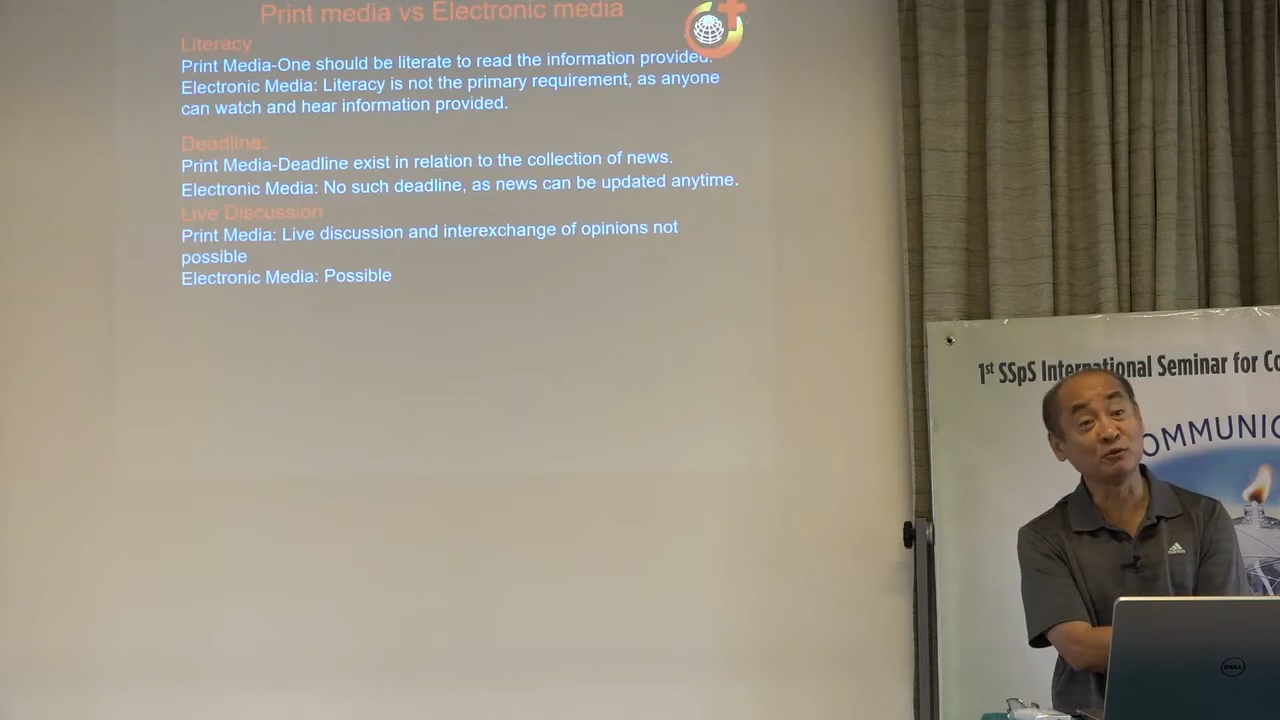 Print media vs Electronic media
Literacy
Print Media-One should be literate to read the information provided.
Electronic Media: Literacy is not the primary requirement, as anyone
can watch and hear information provided.
Deadline:
Print Media-Deadline exist in relation to the collection of news.
Electronic Media: No such deadline, as news can be updated anytime.
Live Discussion
Print Media: Live discussion and interexchange of opinions not
possible
Electronic Media: Possible
1st SSpS International Seminar for Co
OMMUNIC
DELL